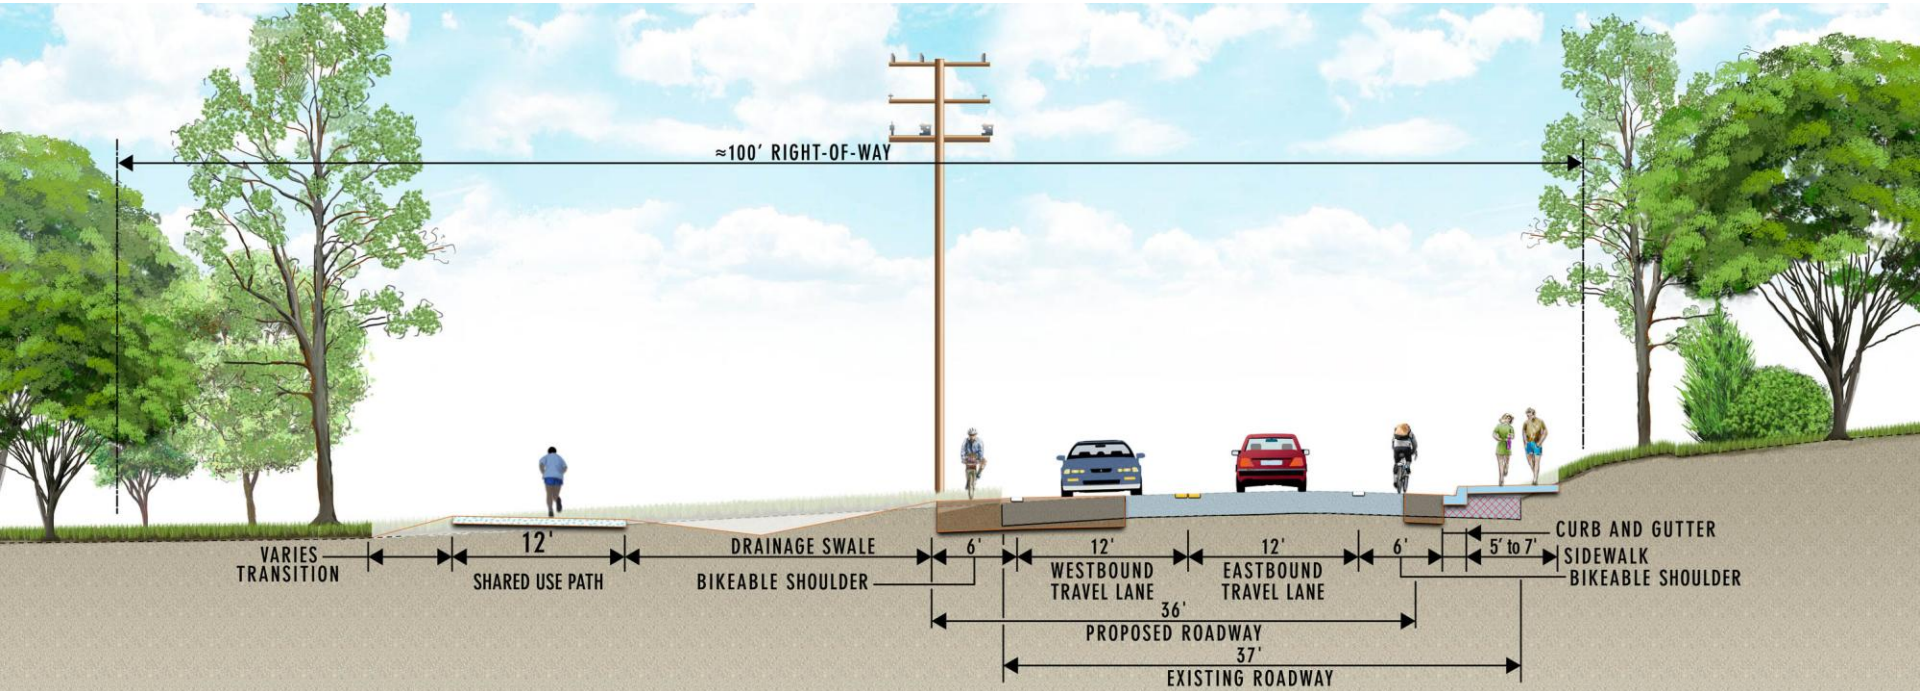 ≈100' RIGHT-OF-WAY
VARIES
TRANSITION
12'
SHARED USE PATH
DRAINAGE SWALE
BIKEABLE SHOULDER
6'
12'
WESTBOUND
TRAVEL LANE
12'
EASTBOUND
TRAVEL LANE
6'
CURB AND GUTTER
5' to 7'
SIDEWALK
BIKEABLE SHOULDER
36'
PROPOSED ROADWAY
37'
EXISTING ROADWAY